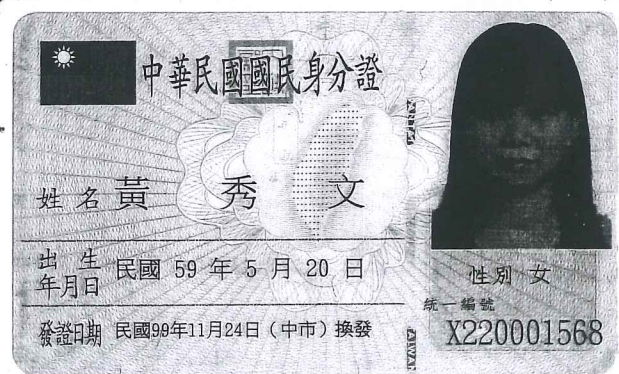 中華民國國民身分證
姓名 黃秀文
出生年月日 民國 59 年 5 月 20 日
發證日期 民國99年11月24日（中市）換發
性別 女
統一編號
X220001568